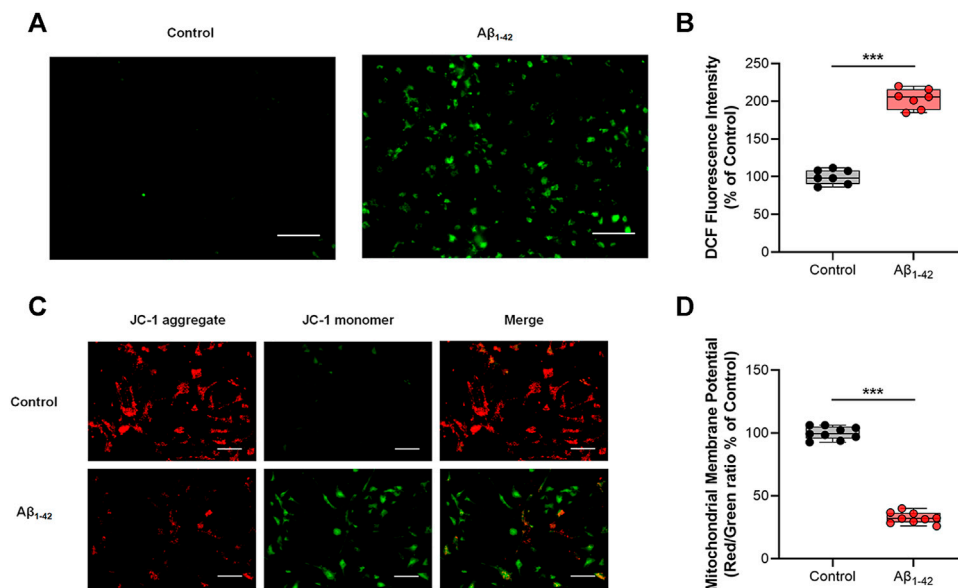 A
Control
Aβ1-42
B
DCF Fluorescence Intensity
(% of Control)
250
200
150
100
50
0
***
Control
Aβ1-42
C
JC-1 aggregate
JC-1 monomer
Merge
Control
Aβ1-42
D
Mitochondrial Membrane Potential
(Red/Green ratio % of Control)
150
100
50
0
***
Control
Aβ1-42